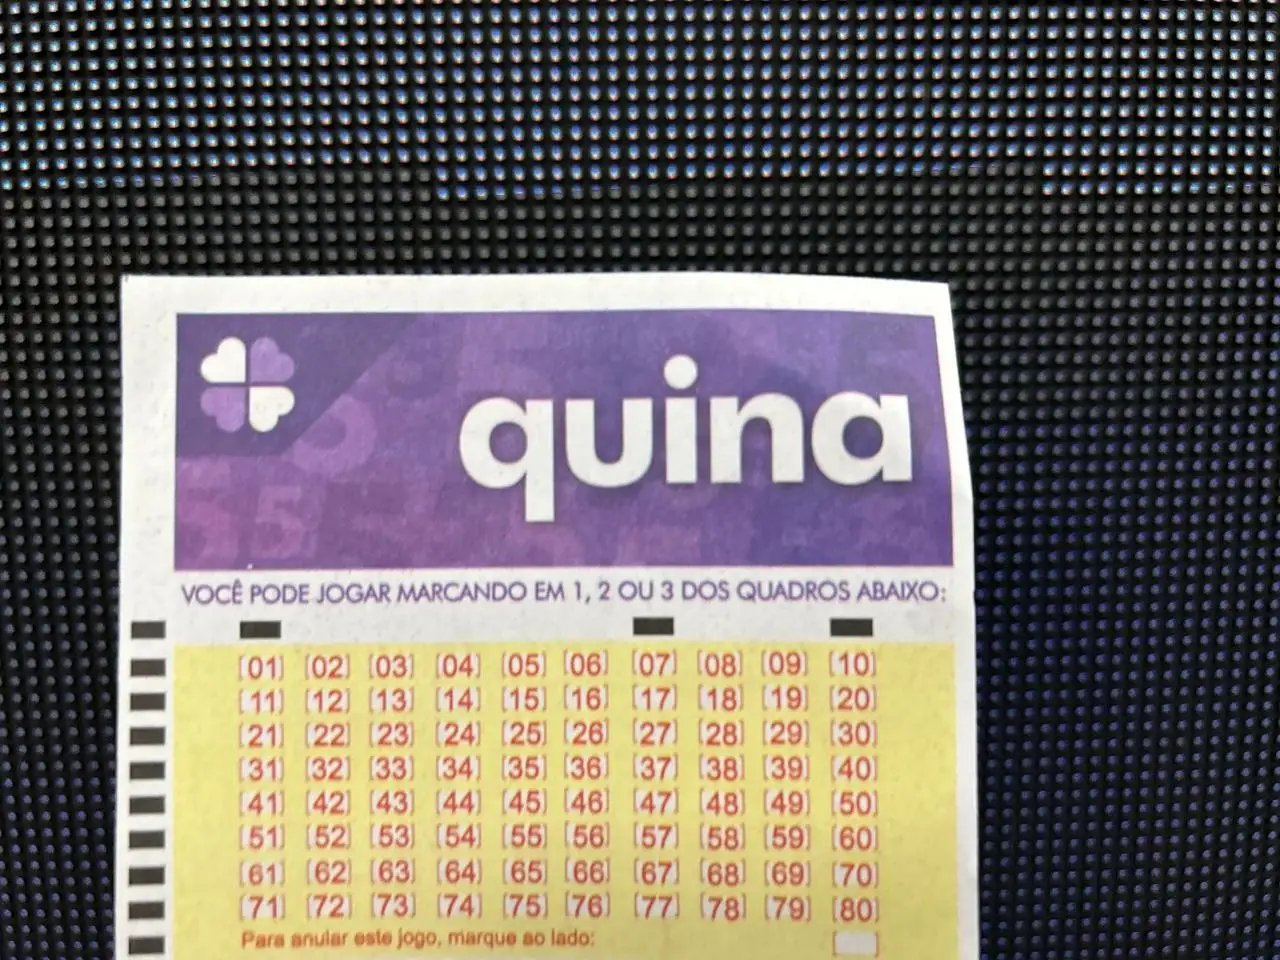 quina
VOCÊ PODE JOGAR MARCANDO EM 1, 2 OU 3 DOS QUADROS ABAIXO:
[01] [02] [03] [04] [05] [06] [07] [08] [09] [10]
[11] [12] [13] [14] [15] [16] [17] [18] [19] [20]
[21] [22] [23] [24] [25] [26] [27] [28] [29] [30]
[31] [32] [33] [34] [35] [36] [37] [38] [39] [40]
[41] [42] [43] [44] [45] [46] [47] [48] [49] [50]
[51] [52] [53] [54] [55] [56] [57] [58] [59] [60]
[61] [62] [63] [64] [65] [66] [67] [68] [69] [70]
[71] [72] [73] [74] [75] [76] [77] [78] [79] [80]
Para anular este jogo, marque ao lado: